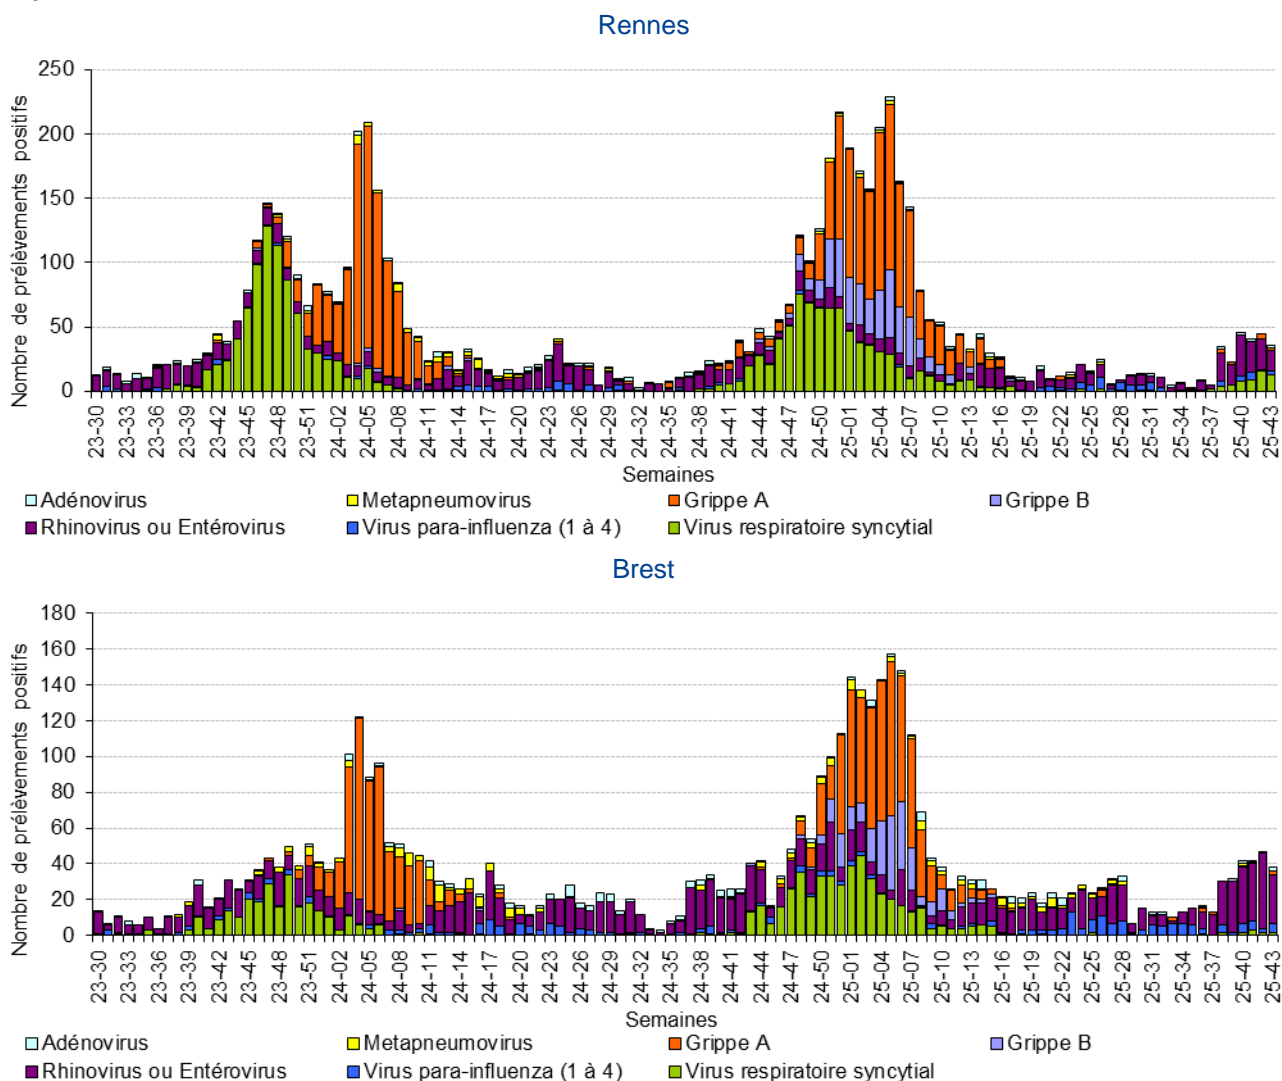 Rennes
Nombre de prélèvements positifs
250
200
150
100
50
0
23-30 23-33 23-36 23-39 23-42 23-45 23-48 23-51 24-02 24-05 24-08 24-11 24-14 24-17 24-20 24-23 24-26 24-29 24-32 24-35 24-38 24-41 24-44 24-47 24-50 25-01 25-04 25-07 25-10 25-13 25-16 25-19 25-22 25-25 25-28 25-31 25-34 25-37 25-40 25-43
Semaines
Adénovirus Metapneumovirus Grippe A Grippe B
Rhinovirus ou Entérovirus Virus para-influenza (1 à 4) Virus respiratoire syncytial
Brest
Nombre de prélèvements positifs
180
160
140
120
100
80
60
40
20
0
23-30 23-33 23-36 23-39 23-42 23-45 23-48 23-51 24-02 24-05 24-08 24-11 24-14 24-17 24-20 24-23 24-26 24-29 24-32 24-35 24-38 24-41 24-44 24-47 24-50 25-01 25-04 25-07 25-10 25-13 25-16 25-19 25-22 25-25 25-28 25-31 25-34 25-37 25-40 25-43
Semaines
Adénovirus Metapneumovirus Grippe A Grippe B
Rhinovirus ou Entérovirus Virus para-influenza (1 à 4) Virus respiratoire syncytial